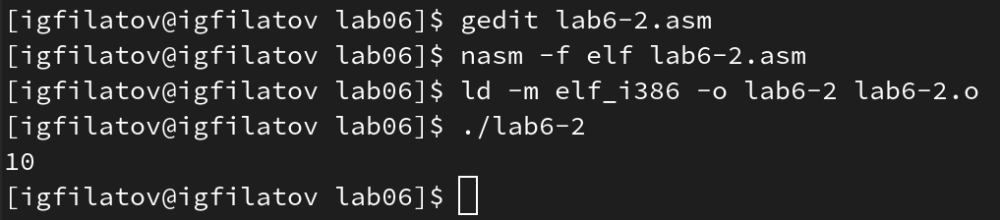 [igfilatov@igfilatov lab06]$ gedit lab6-2.asm
[igfilatov@igfilatov lab06]$ nasm -f elf lab6-2.asm
[igfilatov@igfilatov lab06]$ ld -m elf_i386 -o lab6-2 lab6-2.o
[igfilatov@igfilatov lab06]$ ./lab6-2
10
[igfilatov@igfilatov lab06]$